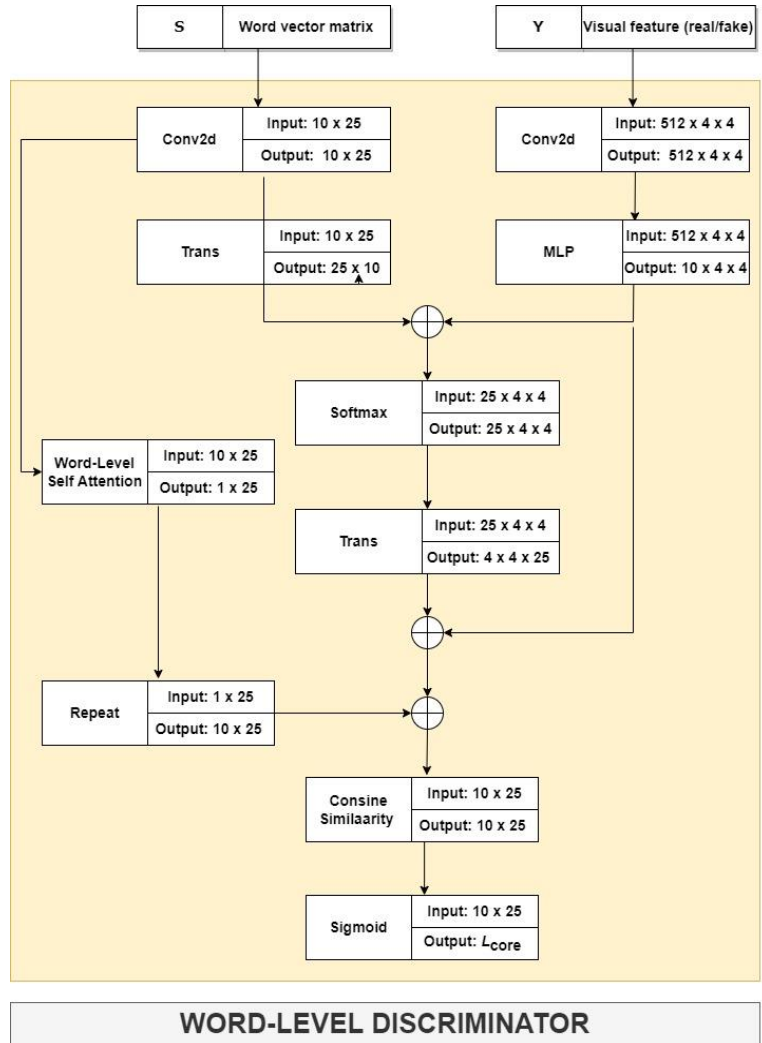 S Word vector matrix
Y Visual feature (real/fake)
Conv2d
Input: 10 x 25
Output: 10 x 25
Conv2d
Input: 512 x 4 x 4
Output: 512 x 4 x 4
Trans
Input: 10 x 25
Output: 25 x 10
MLP
Input: 512 x 4 x 4
Output: 10 x 4 x 4
Softmax
Input: 25 x 4 x 4
Output: 25 x 4 x 4
Word-Level
Self Attention
Input: 10 x 25
Output: 1 x 25
Trans
Input: 25 x 4 x 4
Output: 4 x 4 x 25
Repeat
Input: 1 x 25
Output: 10 x 25
Consine
Similaarity
Input: 10 x 25
Output: 10 x 25
Sigmoid
Input: 10 x 25
Output: Lcore
WORD-LEVEL DISCRIMINATOR